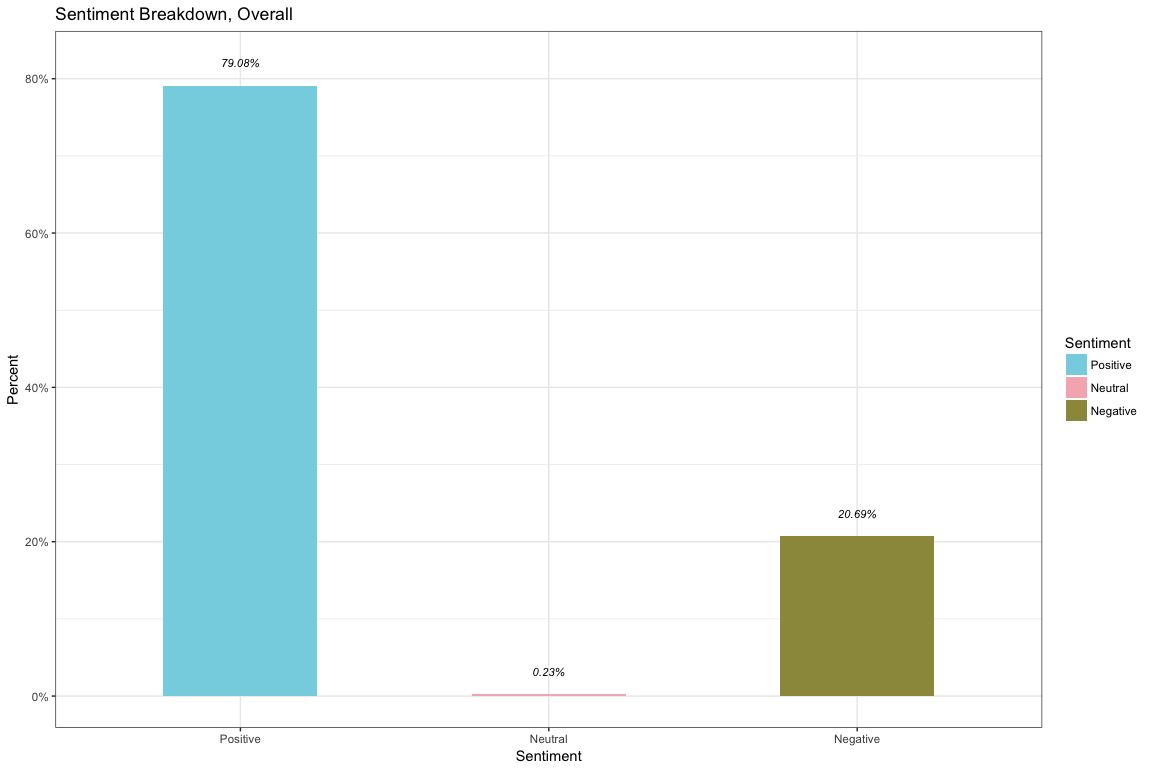 Sentiment Breakdown, Overall
79.08%
80%
60%
Percent
Sentiment
Positive
Neutral
Negative
40%
20.69%
20%
0.23%
0%
Positive
Neutral
Negative
Sentiment